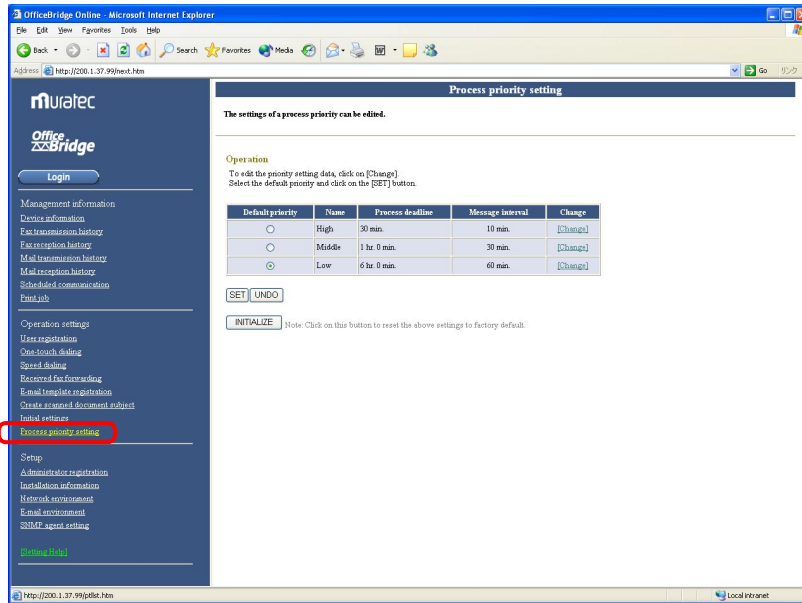 OfficeBridge Online - Microsoft Internet Explorer
File Edit View Favorites Tools Help
Back Search Favorites Media
Address http://200.1.37.99/next.htm Go リンク
muratec
Office Bridge
Login
Management information
Device information
Fax transmission history
Fax reception history
Mail transmission history
Mail reception history
Scheduled communication
Print job
Operation settings
User registration
One-touch dialing
Speed dialing
Received fax forwarding
E-mail template registration
Create scanned document subject
Initial settings
Process priority setting
Setup
Administrator registration
Installation information
Network environment
E-mail environment
SNMP agent setting
[Setting Help]
Process priority setting
The settings of a process priority can be edited.
Operation
To edit the priority setting data, click on [Change].
Select the default priority and click on the [SET] button.
Default priority Name Process deadline Message interval Change
High 30 min. 10 min. [Change]
Middle 1 hr. 0 min. 30 min. [Change]
Low 6 hr. 0 min. 60 min. [Change]
SET UNDO
INITIALIZE Note: Click on this button to reset the above settings to factory default.
http://200.1.37.99/ptlist.htm Local intranet